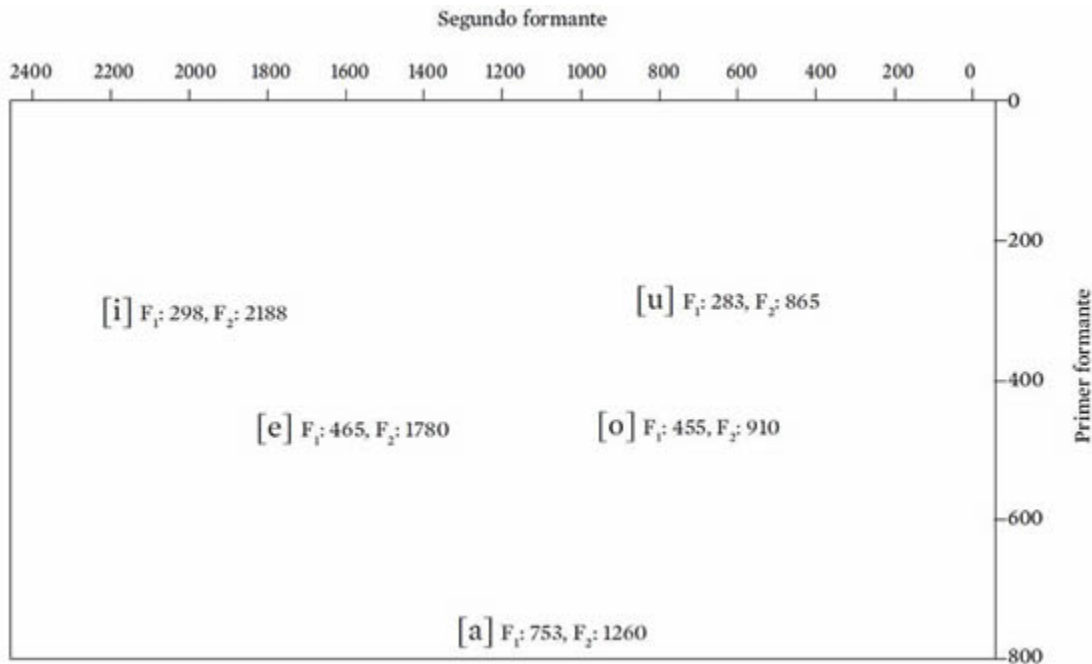 Segundo formante
2400 2200 2000 1800 1600 1400 1200 1000 800 600 400 200 0
0
200
[i] F₁: 298, F₂: 2188
[u] F₁: 283, F₂: 865
400
[e] F₁: 465, F₂: 1780
[o] F₁: 455, F₂: 910
Primer formante
600
[a] F₁: 753, F₂: 1260
800